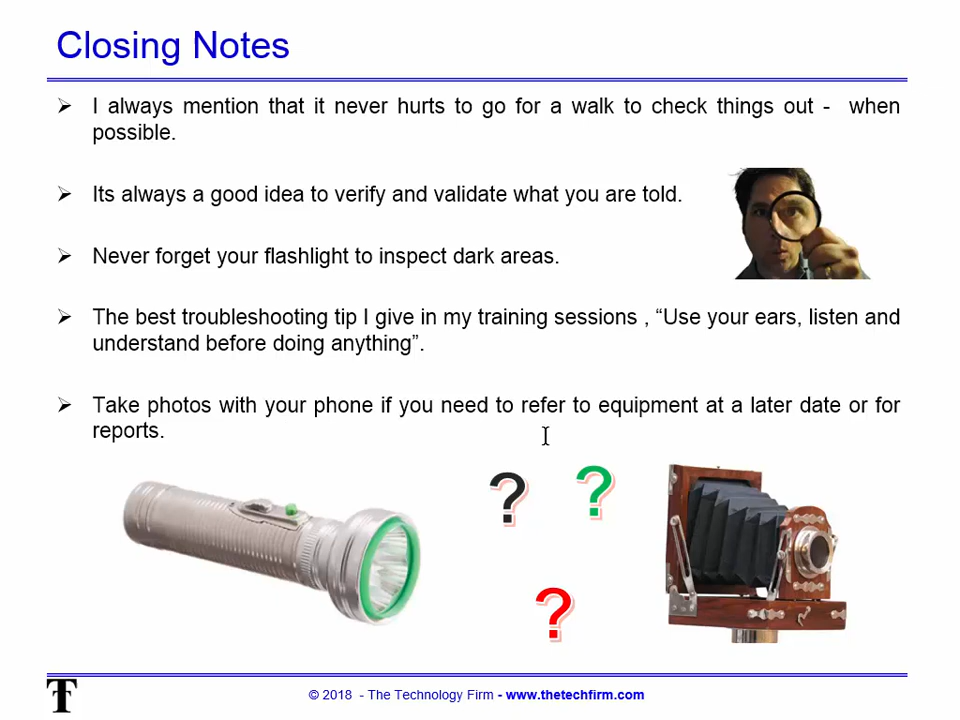 Closing Notes
I always mention that it never hurts to go for a walk to check things out - when
possible.
Its always a good idea to verify and validate what you are told.
Never forget your flashlight to inspect dark areas.
The best troubleshooting tip I give in my training sessions , “Use your ears, listen and
understand before doing anything”.
Take photos with your phone if you need to refer to equipment at a later date or for
reports.
? ?
?
T
© 2018 - The Technology Firm - www.thetechfirm.com